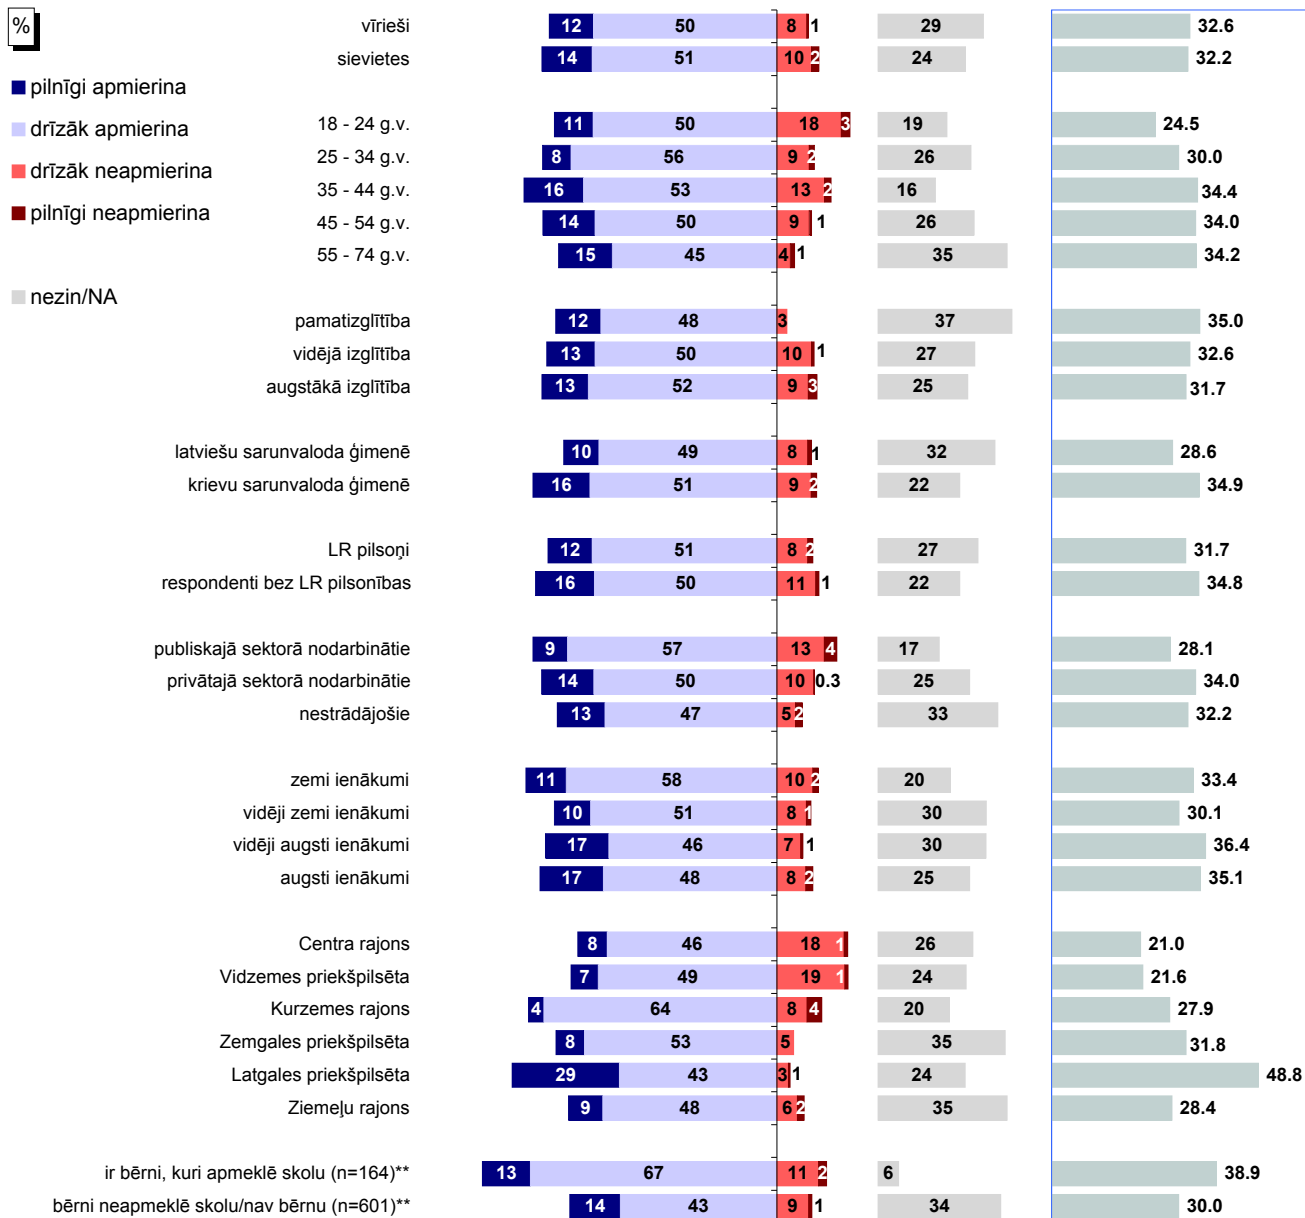 %
pilnīgi apmierina
drīzāk apmierina
drīzāk neapmierina
pilnīgi neapmierina
nezin/NA
vīrieši 12 50 8 1 29 32.6
sievietes 14 51 10 2 24 32.2
18 - 24 g.v. 11 50 18 3 19 24.5
25 - 34 g.v. 8 56 9 2 26 30.0
35 - 44 g.v. 16 53 13 2 16 34.4
45 - 54 g.v. 14 50 9 1 26 34.0
55 - 74 g.v. 15 45 4 1 35 34.2
pamatizglītība 12 48 3 37 35.0
vidējā izglītība 13 50 10 1 27 32.6
augstākā izglītība 13 52 9 3 25 31.7
latviešu sarunvaloda ģimenē 10 49 8 1 32 28.6
krievu sarunvaloda ģimenē 16 51 9 2 22 34.9
LR pilsoņi 12 51 8 2 27 31.7
respondenti bez LR pilsonības 16 50 11 1 22 34.8
publiskajā sektorā nodarbinātie 9 57 13 4 17 28.1
privātajā sektorā nodarbinātie 14 50 10 0.3 25 34.0
nestrādājošie 13 47 5 2 33 32.2
zemi ienākumi 11 58 10 2 20 33.4
vidēji zemi ienākumi 10 51 8 1 30 30.1
vidēji augsti ienākumi 17 46 7 1 30 36.4
augsti ienākumi 17 48 8 2 25 35.1
Centra rajons 8 46 18 1 26 21.0
Vidzemes priekšpilsēta 7 49 19 1 24 21.6
Kurzemes rajons 4 64 8 4 20 27.9
Zemgales priekšpilsēta 8 53 5 35 31.8
Latgales priekšpilsēta 29 43 3 1 24 48.8
Ziemeļu rajons 9 48 6 2 35 28.4
ir bērni, kuri apmeklē skolu (n=164)** 13 67 11 2 6 38.9
bērni neapmeklē skolu/nav bērnu (n=601)** 14 43 9 1 34 30.0